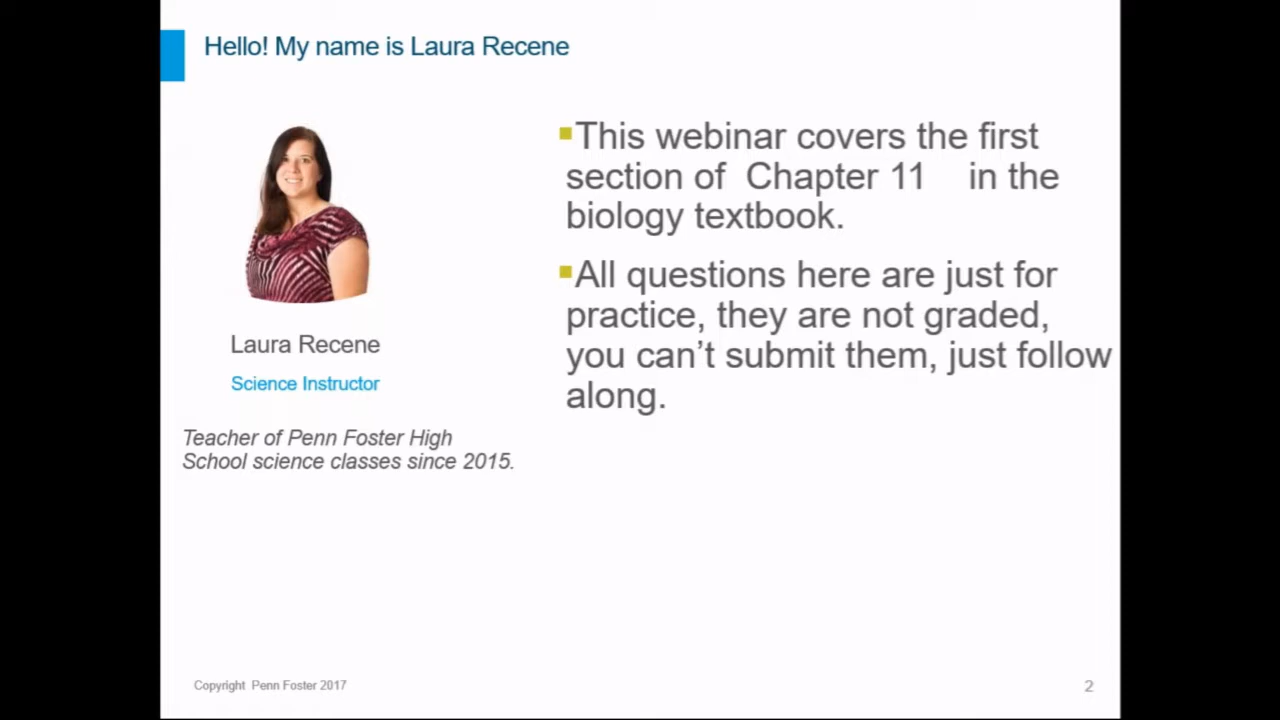 Hello! My name is Laura Recene
▪This webinar covers the first
section of Chapter 11 in the
biology textbook.
▪All questions here are just for
practice, they are not graded,
you can't submit them, just follow
along.
Laura Recene
Science Instructor
Teacher of Penn Foster High
School science classes since 2015.
Copyright Penn Foster 2017
2